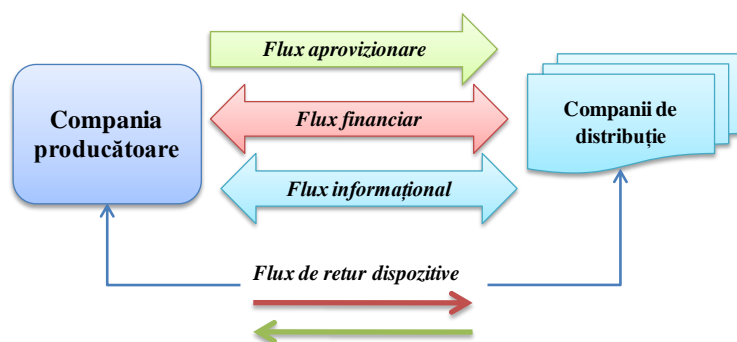 Flux aprovizionare
Compania
producătoare
Flux financiar
Companii de
distribuție
Flux informațional
Flux de retur dispozitive